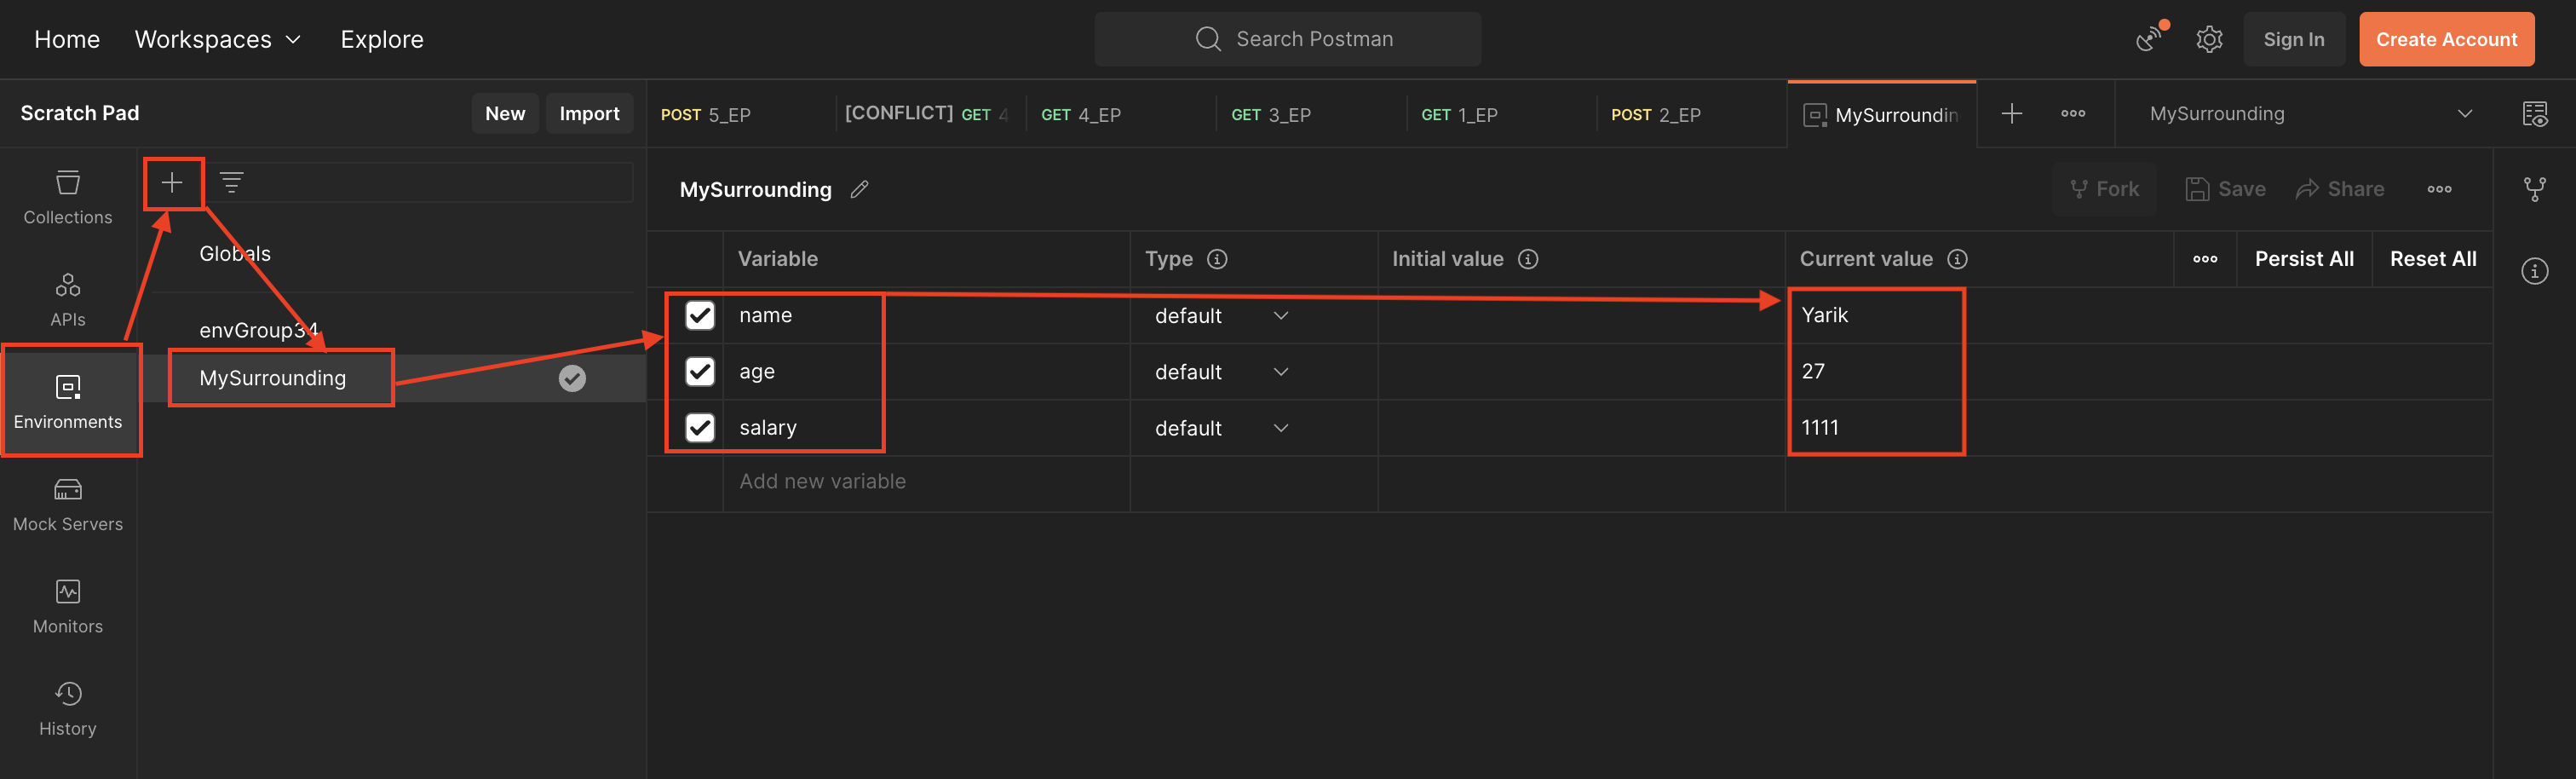 Home Workspaces Explore Search Postman Sign In Create Account
Scratch Pad New Import
POST 5_EP [CONFLICT] GET 4 GET 4_EP GET 3_EP GET 1_EP POST 2_EP MySurroundin MySurrounding
Collections
APIs
Environments
Mock Servers
Monitors
History
Globals
envGroup34
MySurrounding
MySurrounding Fork Save Share
Variable Type Initial value Current value Persist All Reset All
name default Yarik
age default 27
salary default 1111
Add new variable